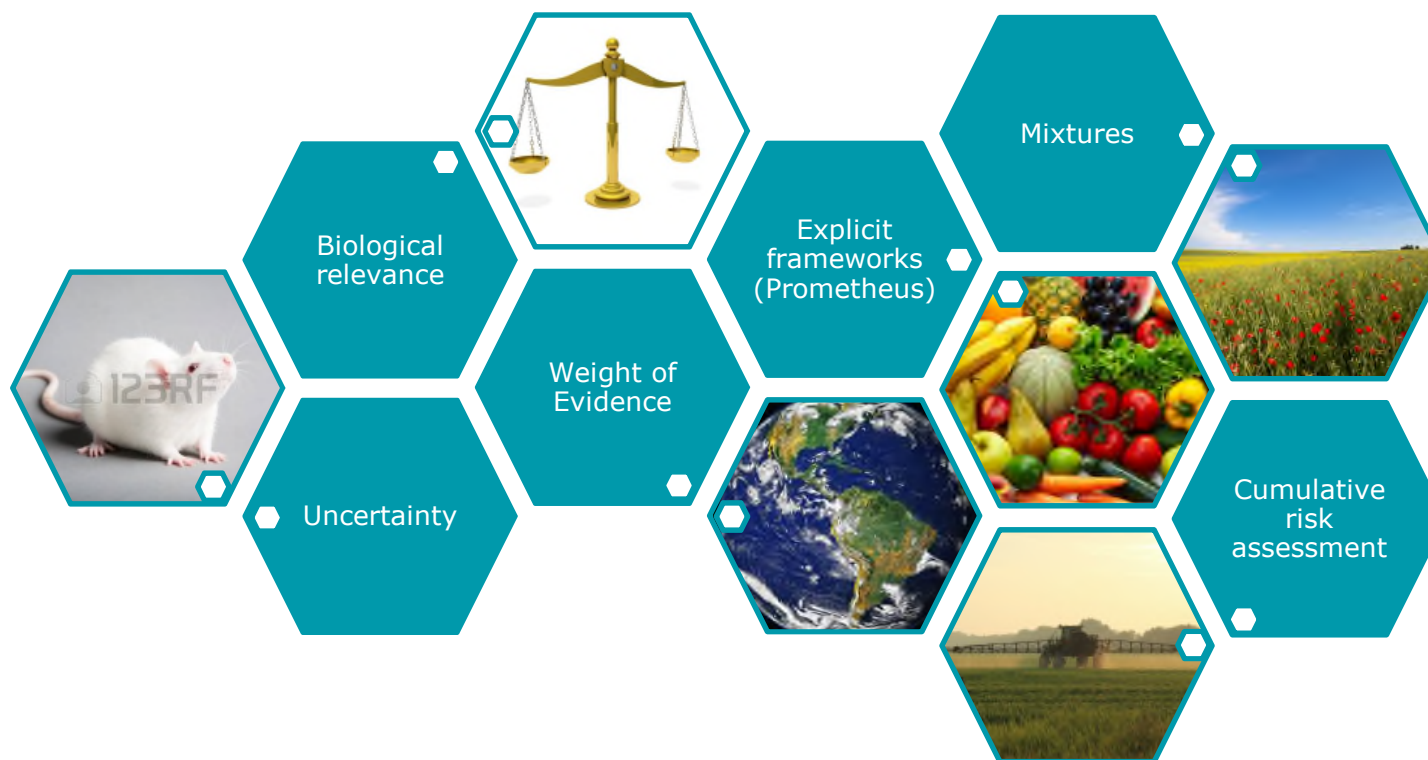 Mixtures
Biological
relevance
Explicit
frameworks
(Prometheus)
123RF
Weight of
Evidence
Uncertainty
Cumulative
risk
assessment